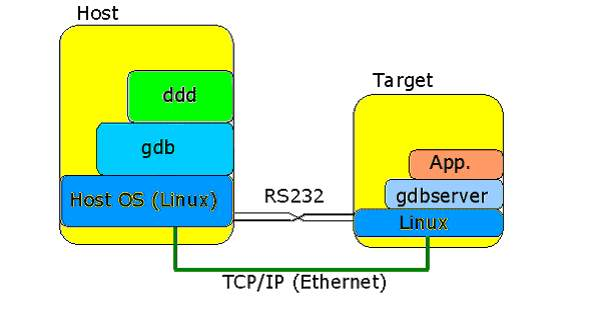 Host
ddd
gdb
Host OS (Linux)
RS232
Target
App.
gdbserver
Linux
TCP/IP (Ethernet)